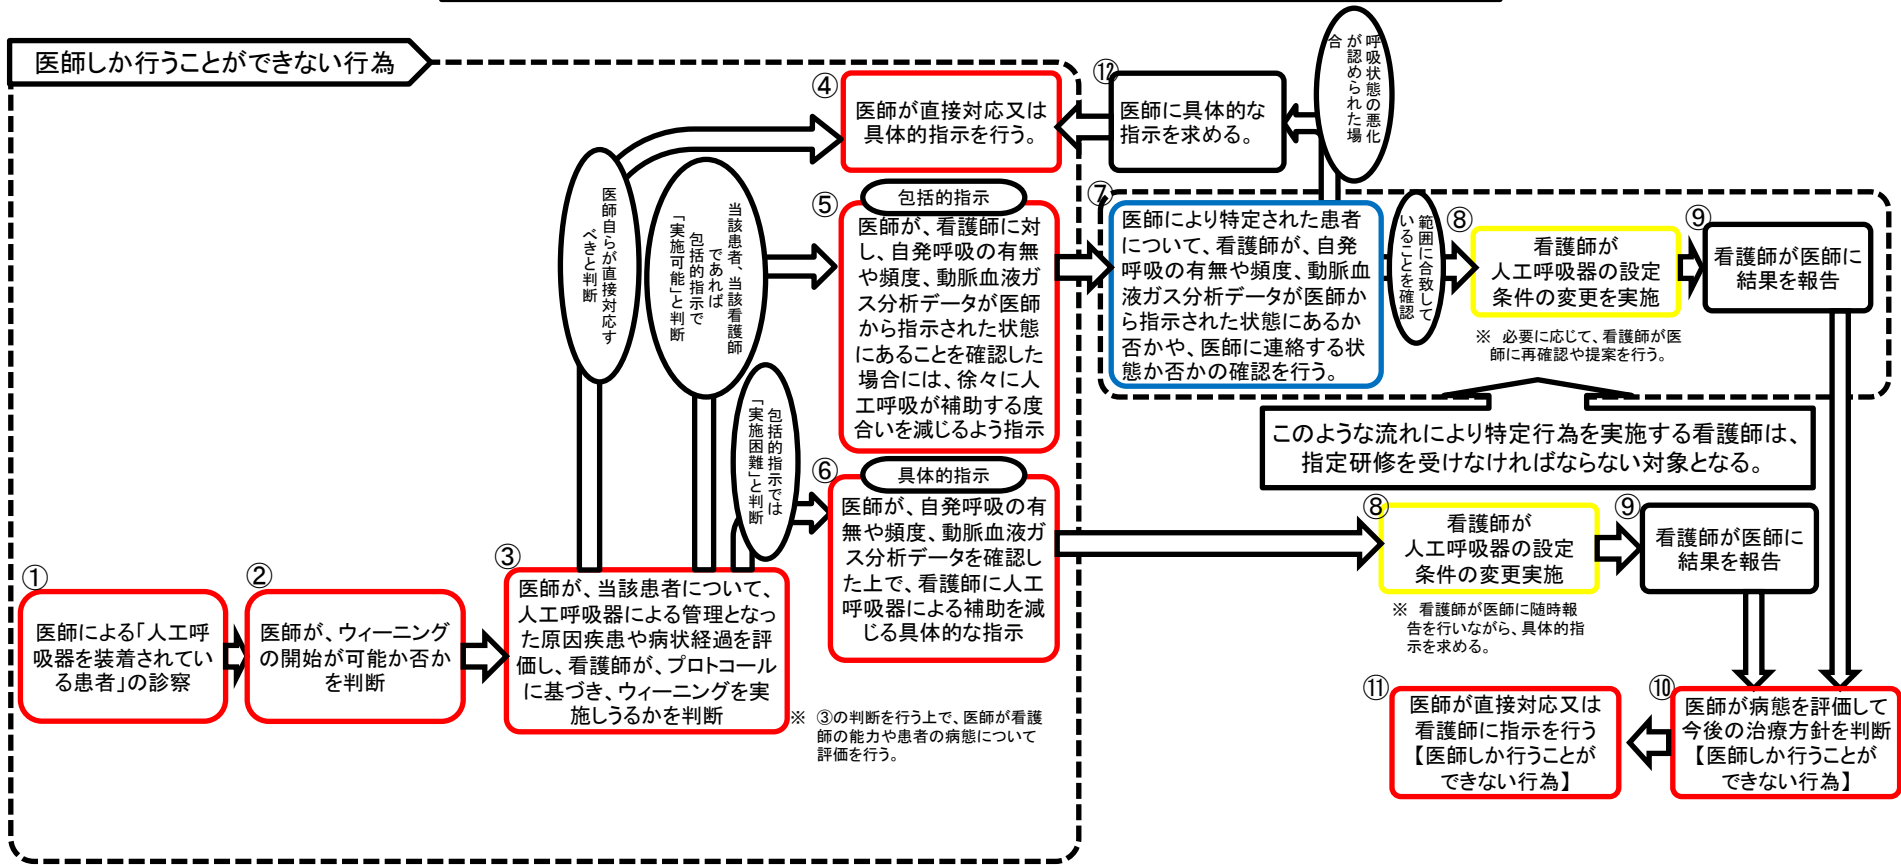 医師しか行うことができない行為
①
医師による「人工呼
吸器を装着されてい
る患者」の診察
②
医師が、ウィーニング
の開始が可能か否か
を判断
③
医師が、当該患者について、
人工呼吸器による管理となっ
た原因疾患や病状経過を評
価し、看護師が、プロトコール
に基づき、ウィーニングを実
施しうるかを判断
※ ③の判断を行う上で、医師が看護
師の能力や患者の病態について
評価を行う。
医師自らが直接対応す
べきと判断
当該患者、当該看護師
であれば
包括的指示で
「実施可能」と判断
包括的指示では
「実施困難」と判断
④
医師が直接対応又は
具体的指示を行う。
⑤
包括的指示
医師が、看護師に対
し、自発呼吸の有無
や頻度、動脈血液ガ
ス分析データが医師
から指示された状態
にあることを確認した
場合には、徐々に人
工呼吸が補助する度
合いを減じるよう指示
⑥
具体的指示
医師が、自発呼吸の有
無や頻度、動脈血液ガ
ス分析データを確認し
た上で、看護師に人工
呼吸器による補助を減
じる具体的な指示
⑫
医師に具体的な
指示を求める。
呼吸状態の悪化
が認められた場
合
⑦
医師により特定された患者
について、看護師が、自発
呼吸の有無や頻度、動脈血
液ガス分析データが医師か
ら指示された状態にあるか
否かや、医師に連絡する状
態か否かの確認を行う。
範囲に合致して
いることを確認
⑧
看護師が
人工呼吸器の設定
条件の変更を実施
※ 必要に応じて、看護師が医
師に再確認や提案を行う。
⑨
看護師が医師に
結果を報告
このような流れにより特定行為を実施する看護師は、
指定研修を受けなければならない対象となる。
⑧
看護師が
人工呼吸器の設定
条件の変更実施
※ 看護師が医師に随時報
告を行いながら、具体的指
示を求める。
⑨
看護師が医師に
結果を報告
⑩
医師が病態を評価して
今後の治療方針を判断
【医師しか行うことが
できない行為】
⑪
医師が直接対応又は
看護師に指示を行う
【医師しか行うことが
できない行為】